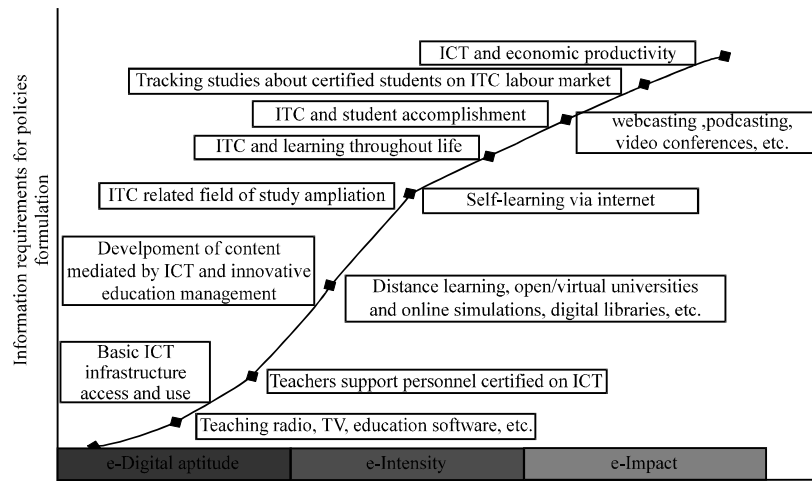 Information requirements for policies
formulation
ICT and economic productivity
Tracking studies about certified students on ITC labour market
ITC and student accomplishment
webcasting ,podcasting,
video conferences, etc.
ITC and learning throughout life
ITC related field of study ampliation
Self-learning via internet
Develpoment of content
mediated by ICT and innovative
education management
Distance learning, open/virtual universities
and online simulations, digital libraries, etc.
Basic ICT
infrastructure
access and use
Teachers support personnel certified on ICT
Teaching radio, TV, education software, etc.
e-Digital aptitude
e-Intensity
e-Impact